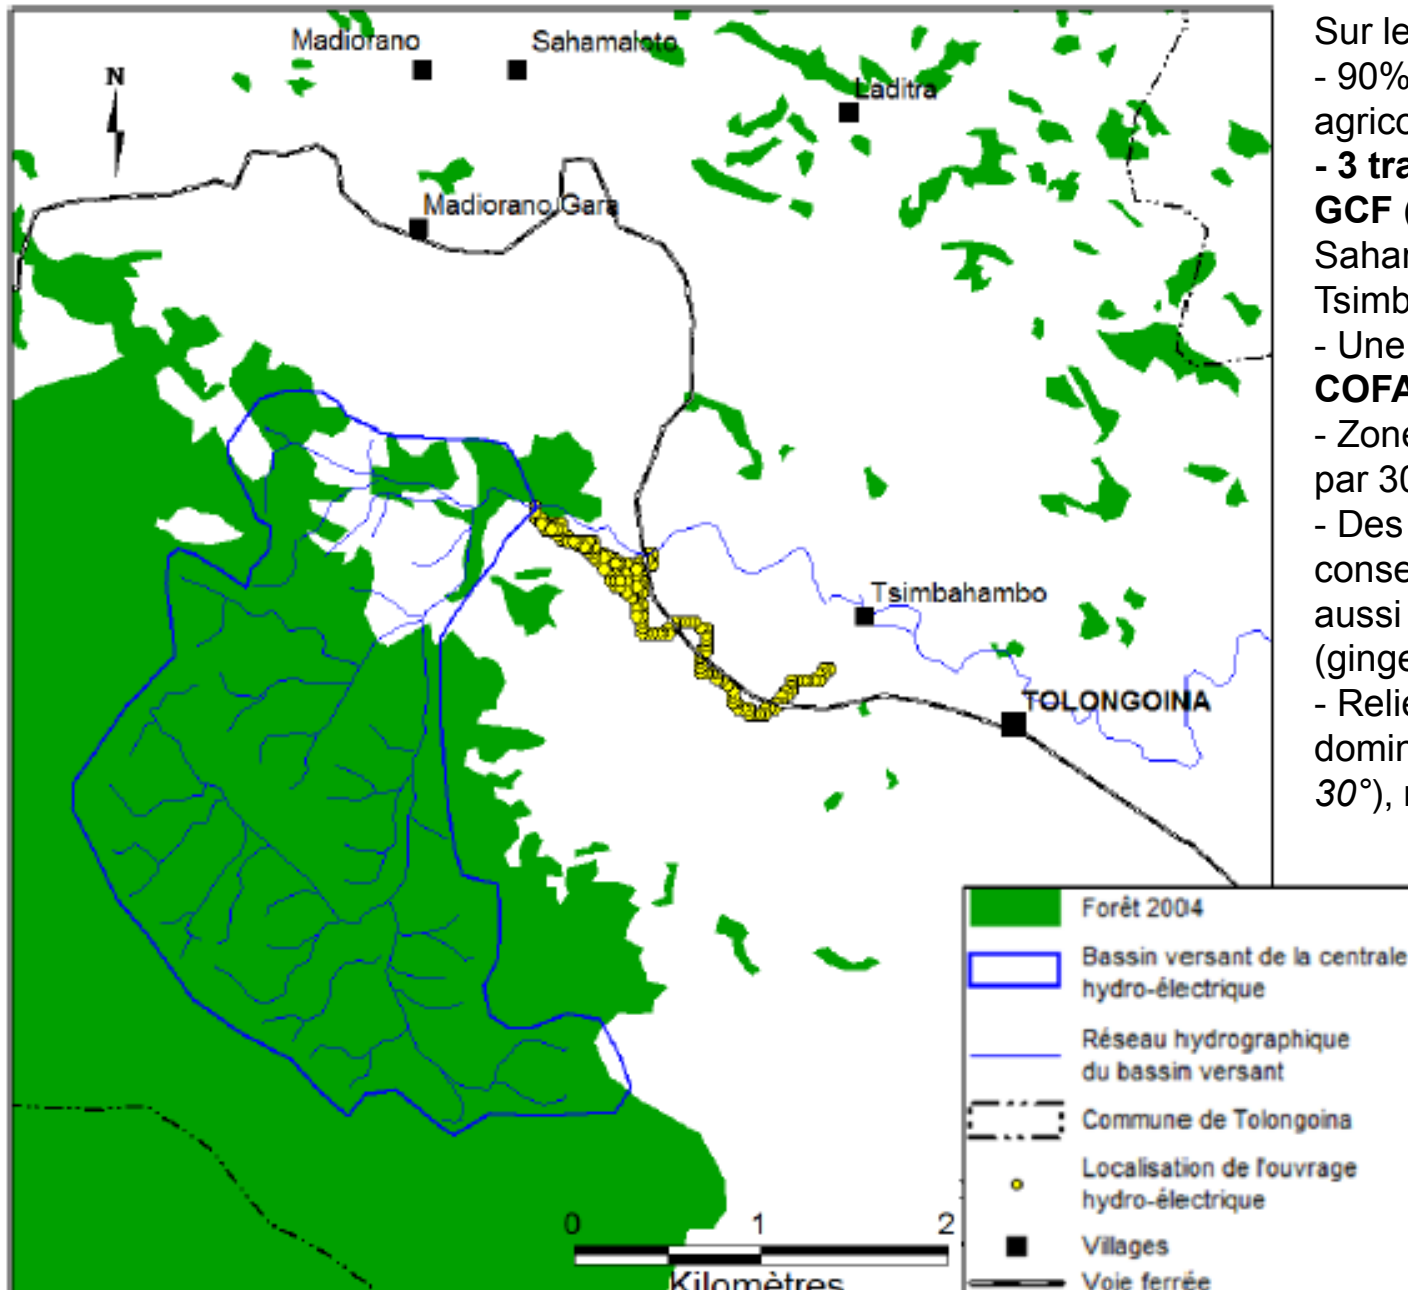 Madiorano
Sahamaloto
N
Laditra
Madiorano Gara
Tsimbahambo
TOLONGOINA
0 1 2
Kilomètres
Forêt 2004
Bassin versant de la centrale
hydro-électrique
Réseau hydrographique
du bassin versant
Commune de Tolongoina
Localisation de l'ouvrage
hydro-électrique
Villages
Voie ferrée
Sur le
- 90%
agrico
- 3 tra
GCF (
Sahar
Tsimb
- Une
COFA
- Zone
par 30
- Des
conse
aussi
(ginge
- Relie
domin
30°), r